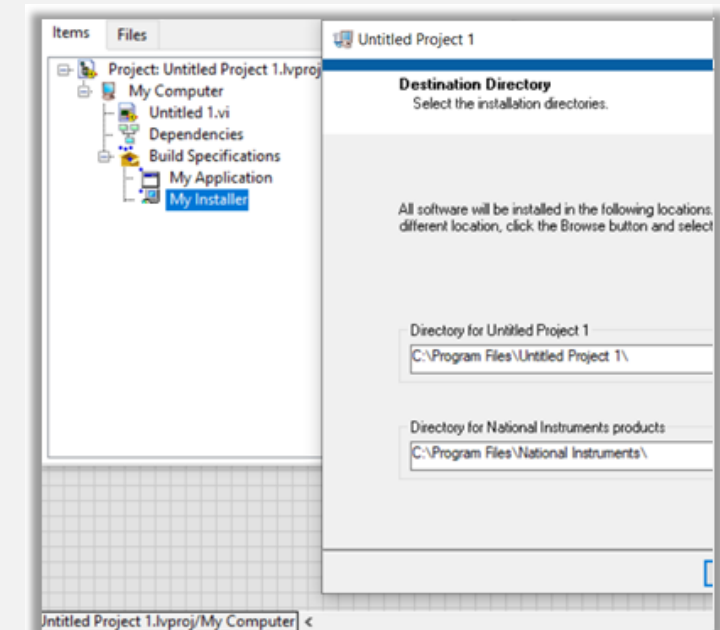 Items Files
Project: Untitled Project 1.lvproj
My Computer
Untitled 1.vi
Dependencies
Build Specifications
My Application
My Installer
Untitled Project 1
Destination Directory
Select the installation directories.
All software will be installed in the following locations.
different location, click the Browse button and select
Directory for Untitled Project 1
C:\Program Files\Untitled Project 1\
Directory for National Instruments products
C:\Program Files\National Instruments\
Untitled Project 1.lvproj/My Computer <